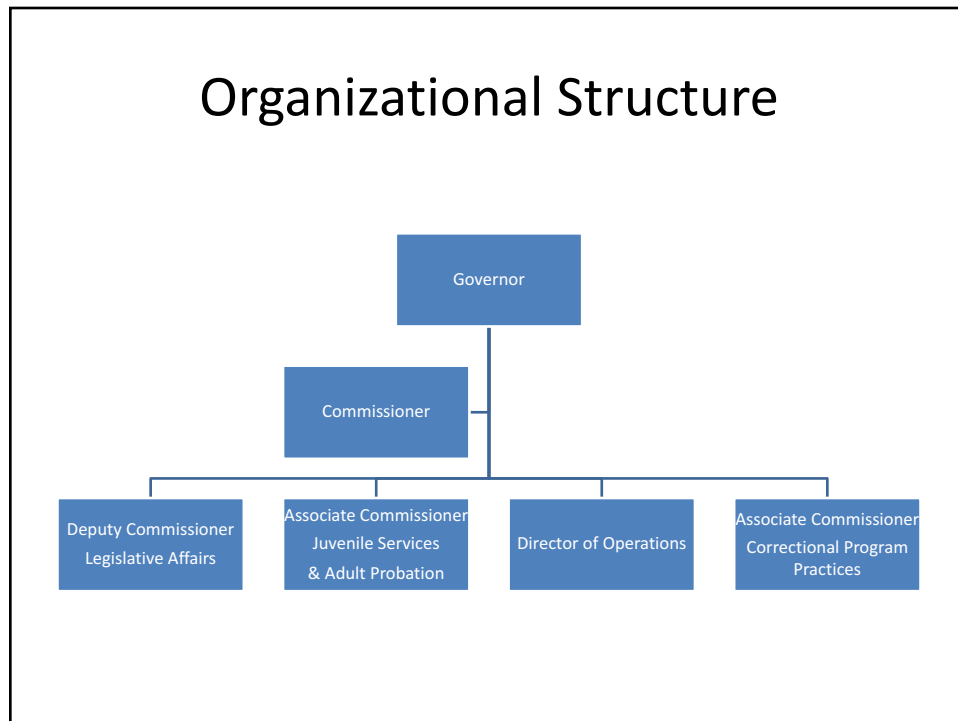 Organizational Structure
Governor
Commissioner
Deputy Commissioner
Legislative Affairs
Associate Commissioner
Juvenile Services
& Adult Probation
Director of Operations
Associate Commissioner
Correctional Program
Practices